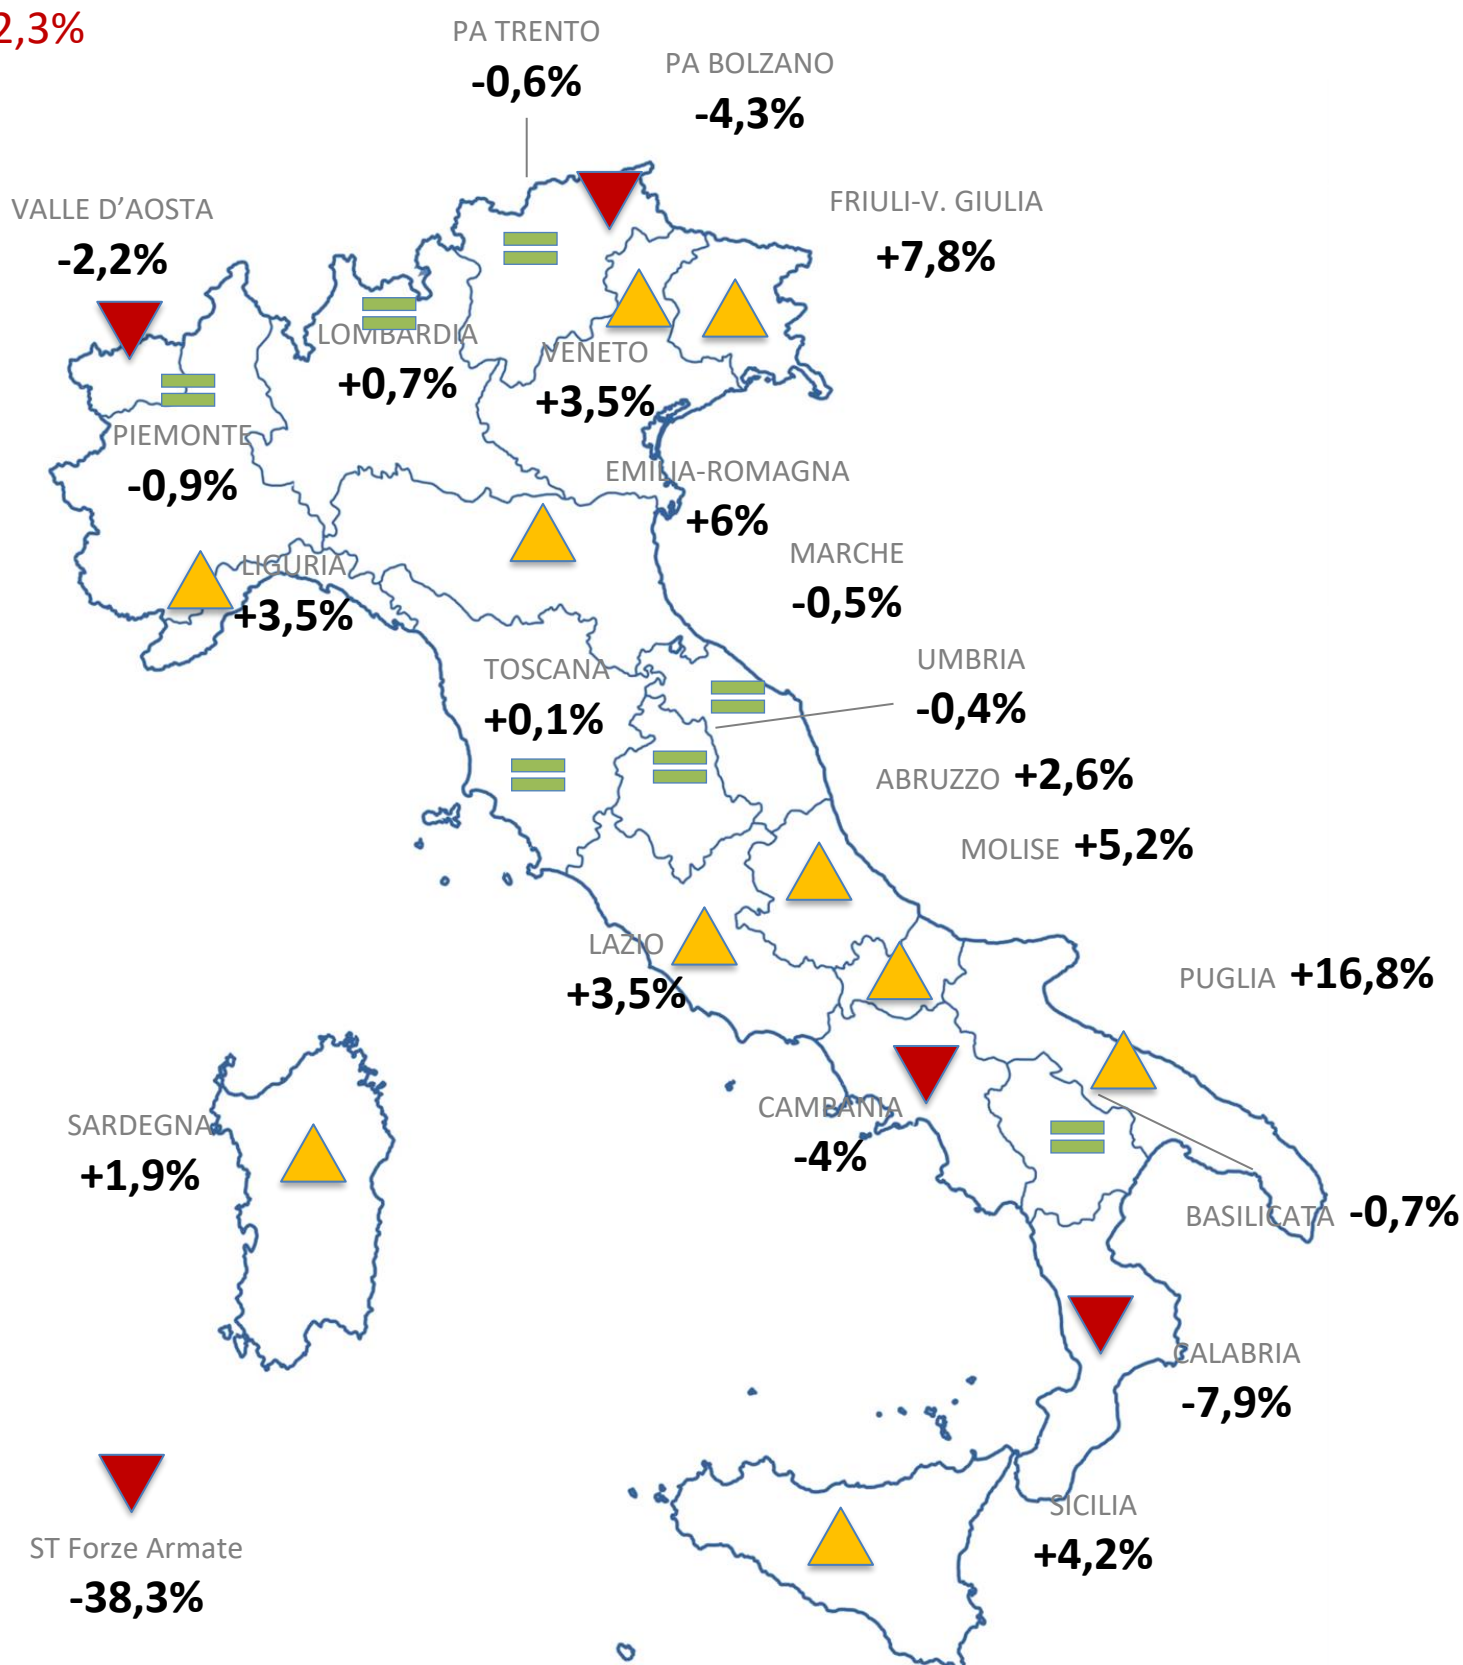 2,3%
PA TRENTO
-0,6%
PA BOLZANO
-4,3%
VALLE D’AOSTA
-2,2%
FRIULI-V. GIULIA
+7,8%
LOMBARDIA
+0,7%
VENETO
+3,5%
PIEMONTE
-0,9%
EMILIA-ROMAGNA
+6%
LIGURIA
+3,5%
MARCHE
-0,5%
TOSCANA
+0,1%
UMBRIA
-0,4%
ABRUZZO +2,6%
MOLISE +5,2%
LAZIO
+3,5%
PUGLIA +16,8%
CAMPANIA
-4%
SARDEGNA
+1,9%
BASILICATA -0,7%
CALABRIA
-7,9%
SICILIA
+4,2%
ST Forze Armate
-38,3%